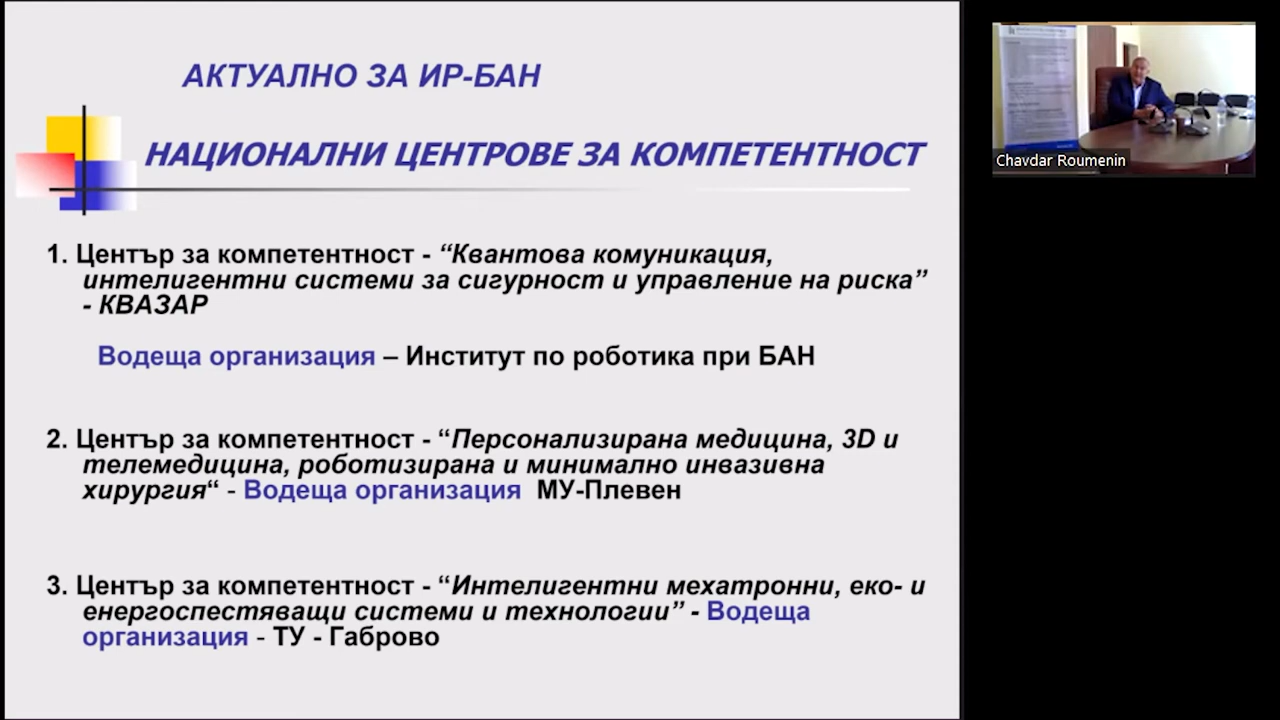 АКТУАЛНО ЗА ИР-БАН
НАЦИОНАЛНИ ЦЕНТРОВЕ ЗА КОМПЕТЕНТНОСТ
1. Център за компетентност - “Квантова комуникация,
интелигентни системи за сигурност и управление на риска”
- КВАЗАР
Водеща организация – Институт по роботика при БАН
2. Център за компетентност - “Персонализирана медицина, 3D и
телемедицина, роботизирана и минимално инвазивна
хирургия“ - Водеща организация МУ-Плевен
3. Център за компетентност - “Интелигентни мехатронни, еко- и
енергоспестяващи системи и технологии” - Водеща
организация - ТУ - Габрово
Chavdar Roumenin